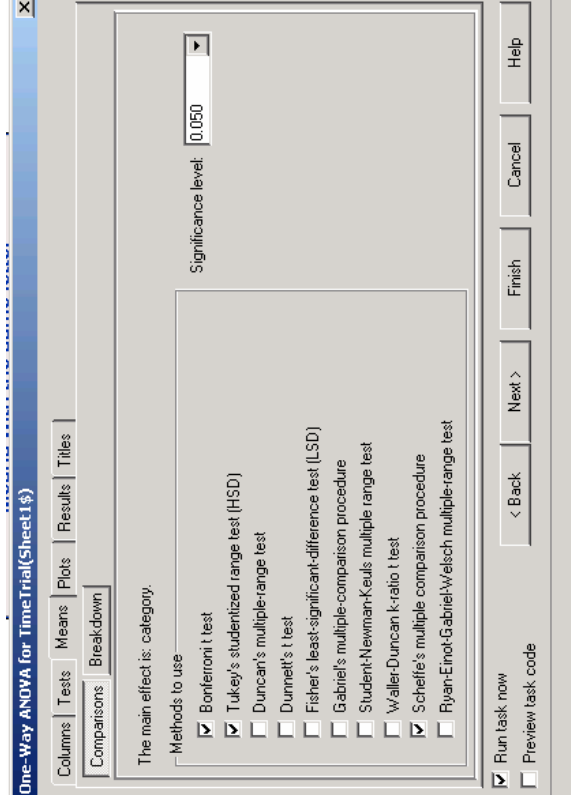 One-Way ANOVA for TimeTrial(Sheet1$)
Columns Tests Means Plots Results Titles
Comparisons Breakdown
The main effect is: category.
Methods to use
Bonferroni t test
Tukey's studentized range test (HSD)
Duncan's multiple-range test
Dunnett's t test
Fisher's least-significant-difference test (LSD)
Gabriel's multiple-comparison procedure
Student-Newman-Keuls multiple range test
Waller-Duncan k-ratio t test
Scheffe's multiple comparison procedure
Ryan-Einot-Gabriel-Welsch multiple-range test
Significance level: 0.050
Run task now
Preview task code
< Back Next > Finish Cancel Help